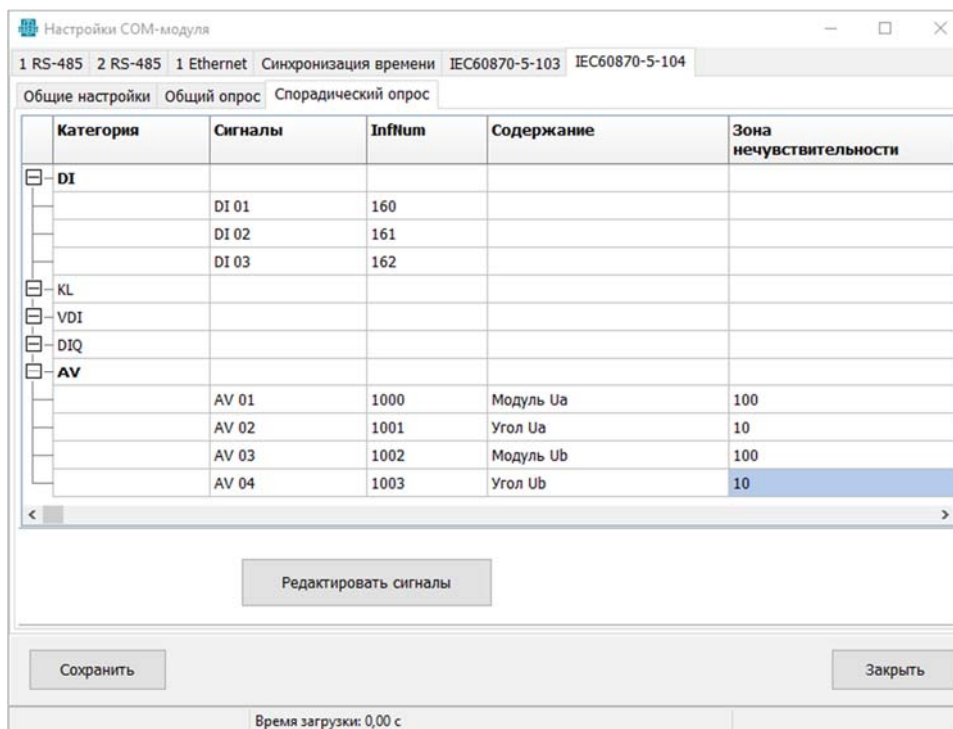 Настройки COM-модуля
1 RS-485 2 RS-485 1 Ethernet Синхронизация времени IEC60870-5-103 IEC60870-5-104
Общие настройки Общий опрос Спорадический опрос
Категория Сигналы InfNum Содержание Зона нечувствительности
DI
DI 01 160
DI 02 161
DI 03 162
KL
VDI
DIQ
AV
AV 01 1000 Модуль Ua 100
AV 02 1001 Угол Ua 10
AV 03 1002 Модуль Ub 100
AV 04 1003 Угол Ub 10
Редактировать сигналы
Сохранить Закрыть
Время загрузки: 0,00 с